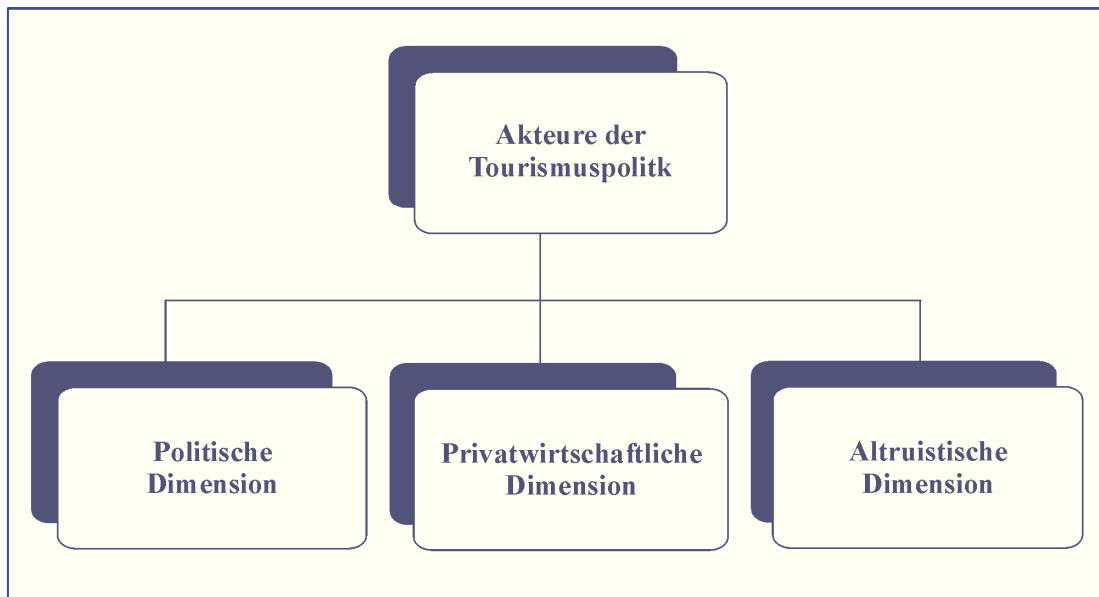 Akteure der
Tourismuspolitk
Politische
Dimension
Privatwirtschaftliche
Dimension
Altruistische
Dimension